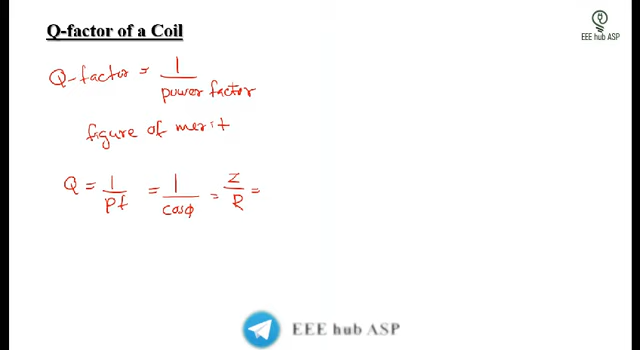 Q-factor of a Coil
EEE hub ASP
Q-factor = 1/power factor
figure of merit
Q = 1/pf = 1/cosϕ = Z/R =
EEE hub ASP